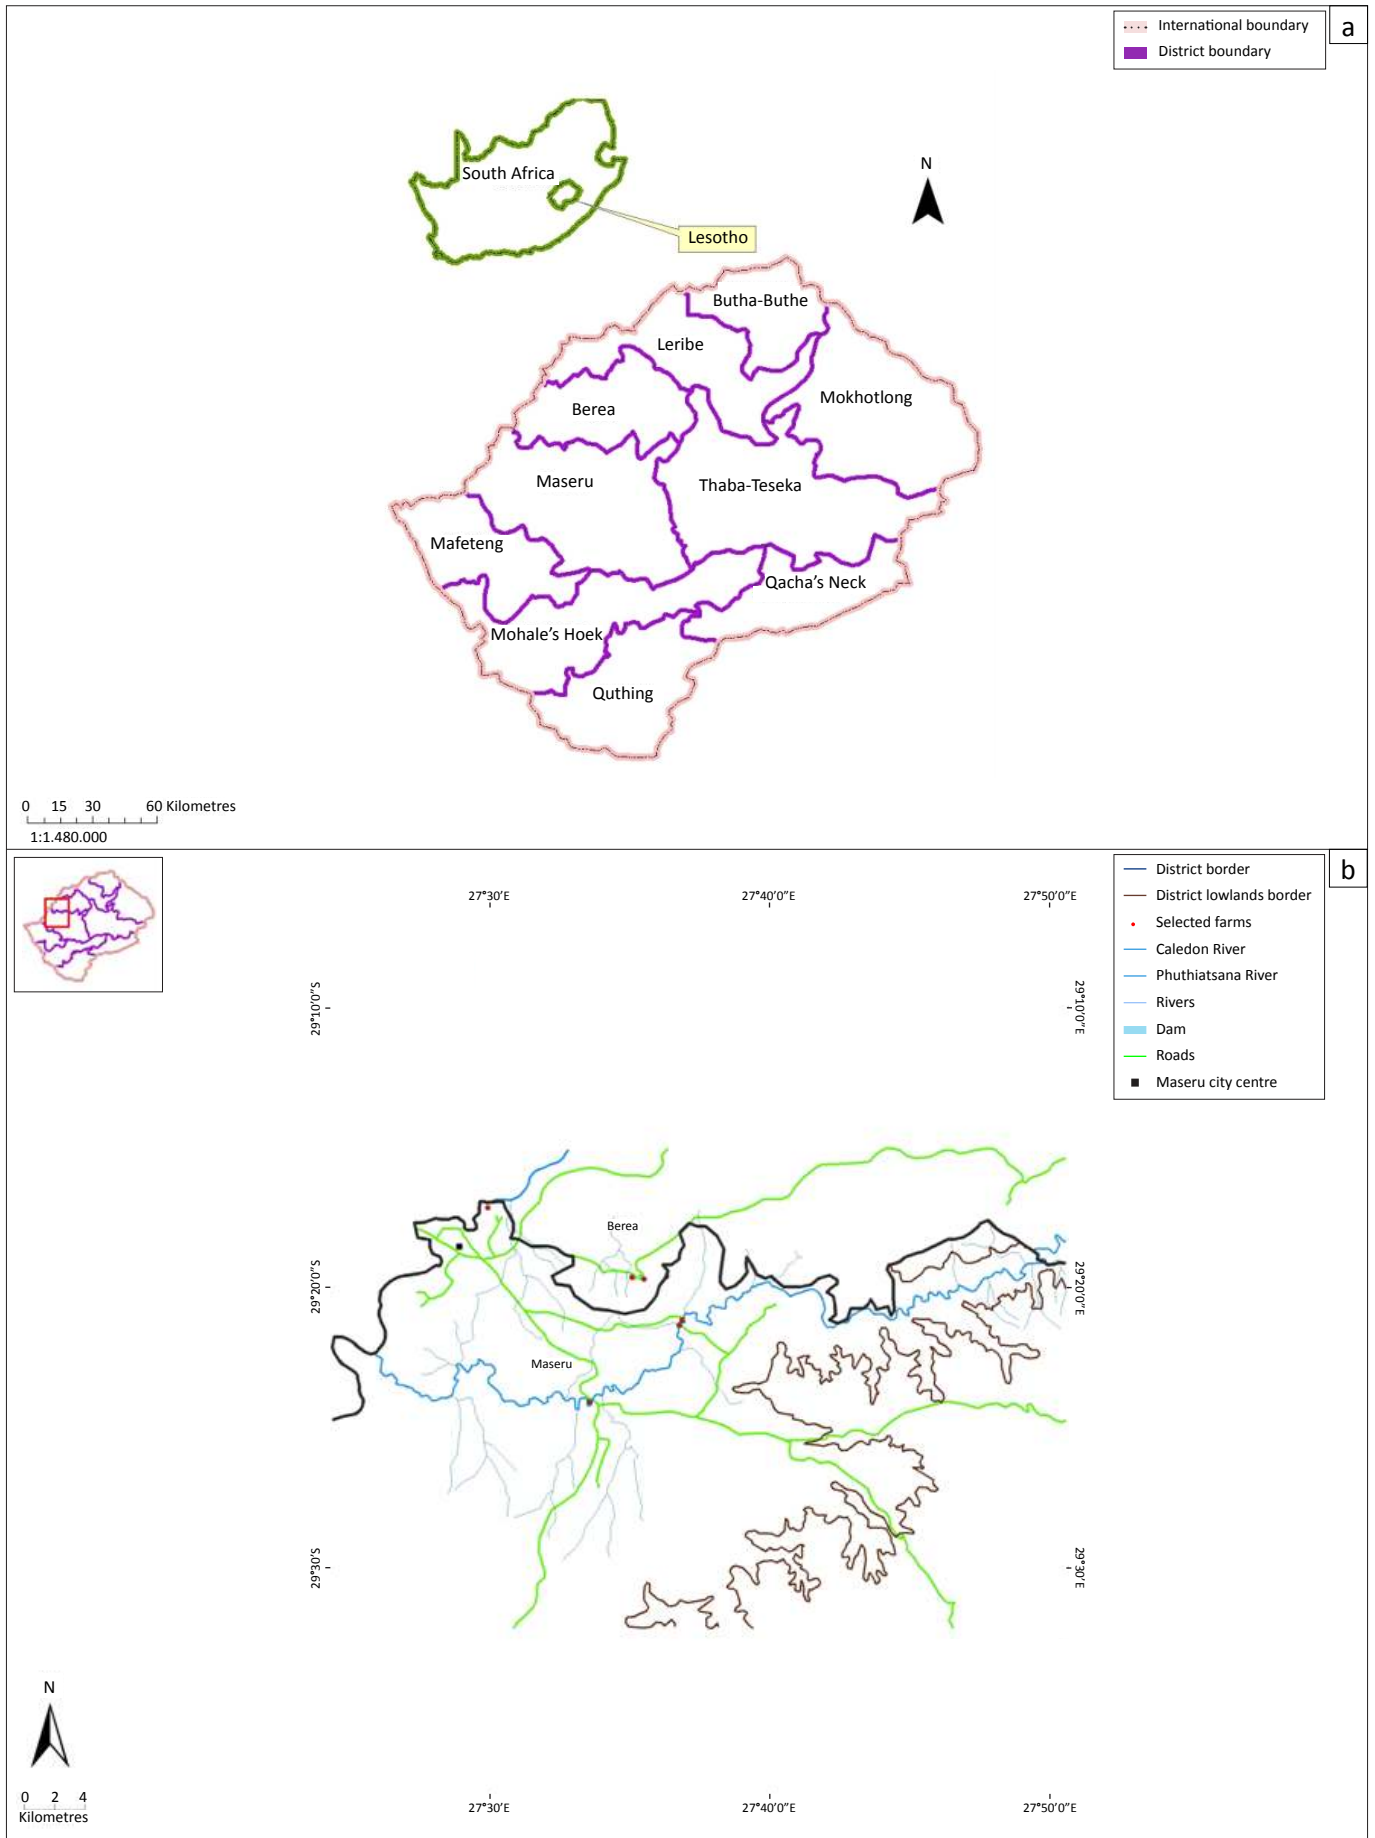 International boundary
District boundary
a
South Africa
N
Lesotho
Butha-Buthe
Leribe
Mokhotlong
Berea
Maseru
Thaba-Teseka
Mafeteng
Qacha's Neck
Mohale's Hoek
Quthing
0 15 30 60 Kilometres
1:1.480.000
b
District border
District lowlands border
Selected farms
Caledon River
Phuthiatsana River
Rivers
Dam
Roads
Maseru city centre
27°30'E
27°40'0"E
27°50'0"E
29°10'0"S
29°10'0"E
Berea
29°20'0"S
29°20'0"E
Maseru
29°30'S
29°30'E
N
0 2 4
Kilometres
27°30'E
27°40'0"E
27°50'0"E